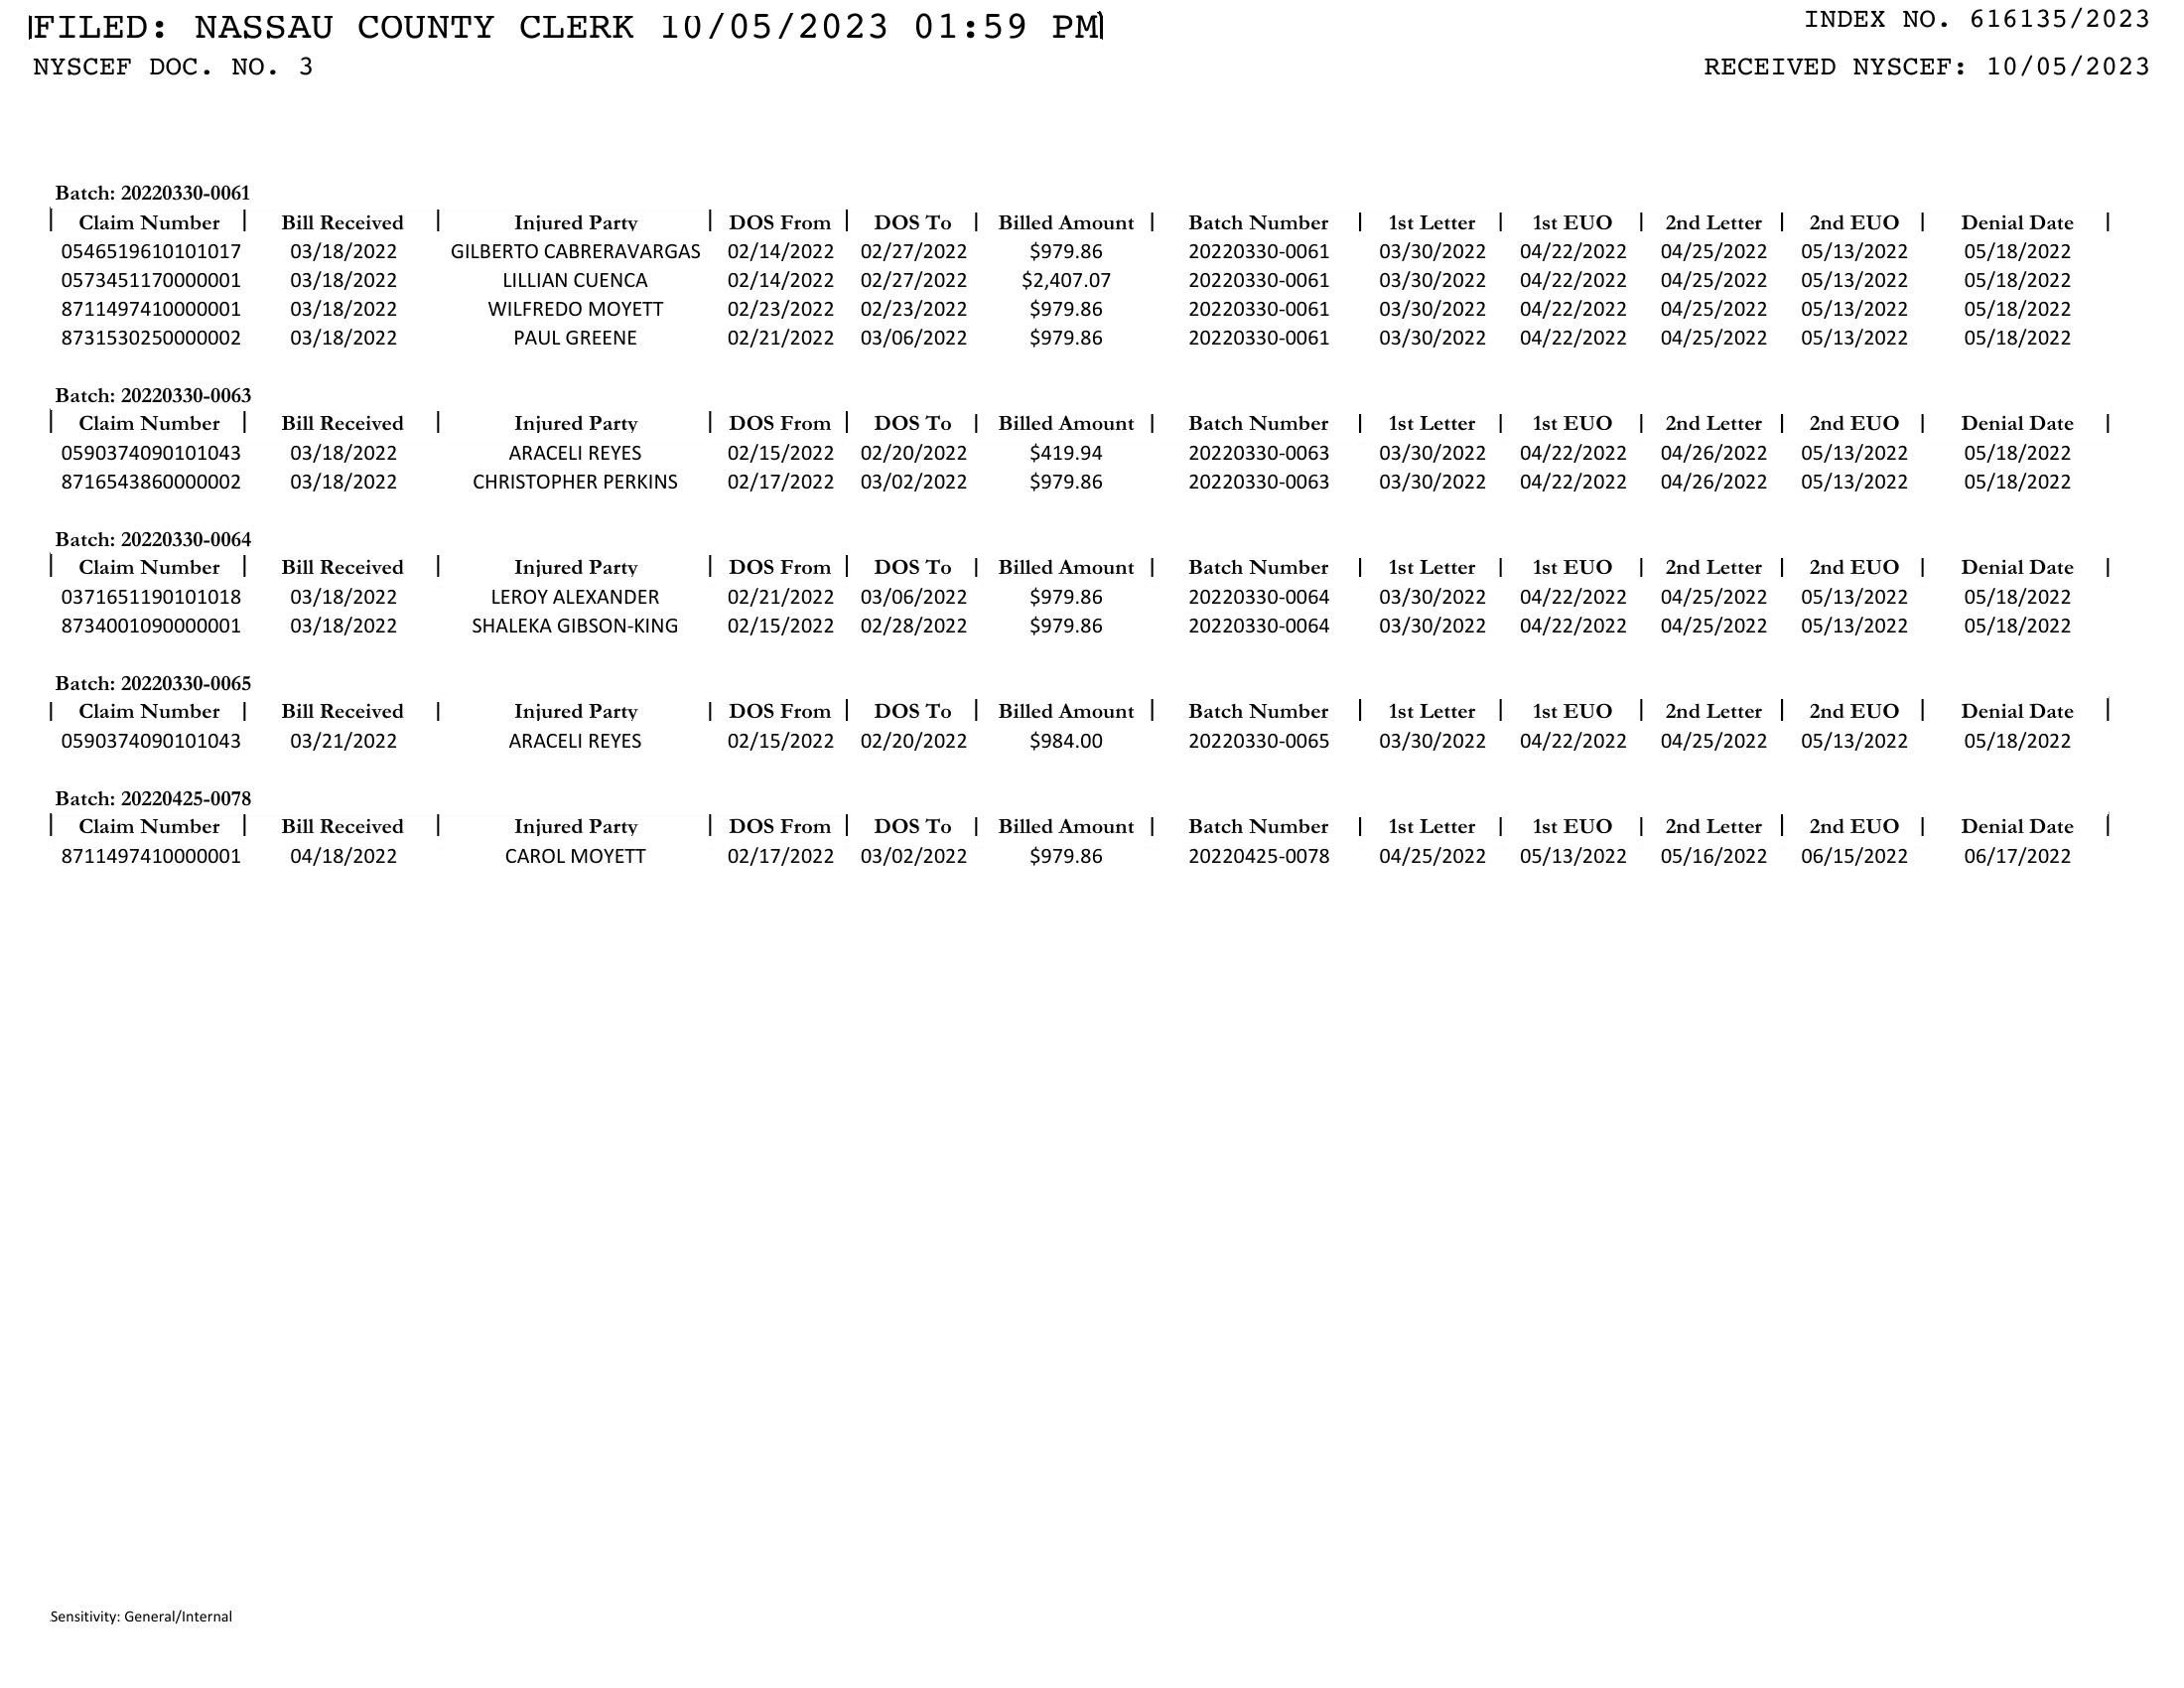 FILED: NASSAU COUNTY CLERK 10/05/2023 01:59 PM INDEX NO. 616135/2023
NYSCEF DOC. NO. 3 RECEIVED NYSCEF: 10/05/2023
Batch: 20220330-0061
| Claim Number | Bill Received | Injured Party | DOS From | DOS To | Billed Amount | Batch Number | 1st Letter | 1st EUO | 2nd Letter | 2nd EUO | Denial Date |
0546519610101017 03/18/2022 GILBERTO CABRERAVARGAS 02/14/2022 02/27/2022 $979.86 20220330-0061 03/30/2022 04/22/2022 04/25/2022 05/13/2022 05/18/2022
0573451170000001 03/18/2022 LILLIAN CUENCA 02/14/2022 02/27/2022 $2,407.07 20220330-0061 03/30/2022 04/22/2022 04/25/2022 05/13/2022 05/18/2022
8711497410000001 03/18/2022 WILFREDO MOYETT 02/23/2022 02/23/2022 $979.86 20220330-0061 03/30/2022 04/22/2022 04/25/2022 05/13/2022 05/18/2022
8731530250000002 03/18/2022 PAUL GREENE 02/21/2022 03/06/2022 $979.86 20220330-0061 03/30/2022 04/22/2022 04/25/2022 05/13/2022 05/18/2022
Batch: 20220330-0063
| Claim Number | Bill Received | Injured Party | DOS From | DOS To | Billed Amount | Batch Number | 1st Letter | 1st EUO | 2nd Letter | 2nd EUO | Denial Date |
0590374090101043 03/18/2022 ARACELI REYES 02/15/2022 02/20/2022 $419.94 20220330-0063 03/30/2022 04/22/2022 04/26/2022 05/13/2022 05/18/2022
8716543860000002 03/18/2022 CHRISTOPHER PERKINS 02/17/2022 03/02/2022 $979.86 20220330-0063 03/30/2022 04/22/2022 04/26/2022 05/13/2022 05/18/2022
Batch: 20220330-0064
| Claim Number | Bill Received | Injured Party | DOS From | DOS To | Billed Amount | Batch Number | 1st Letter | 1st EUO | 2nd Letter | 2nd EUO | Denial Date |
0371651190101018 03/18/2022 LEROY ALEXANDER 02/21/2022 03/06/2022 $979.86 20220330-0064 03/30/2022 04/22/2022 04/25/2022 05/13/2022 05/18/2022
8734001090000001 03/18/2022 SHALEKA GIBSON-KING 02/15/2022 02/28/2022 $979.86 20220330-0064 03/30/2022 04/22/2022 04/25/2022 05/13/2022 05/18/2022
Batch: 20220330-0065
| Claim Number | Bill Received | Injured Party | DOS From | DOS To | Billed Amount | Batch Number | 1st Letter | 1st EUO | 2nd Letter | 2nd EUO | Denial Date |
0590374090101043 03/21/2022 ARACELI REYES 02/15/2022 02/20/2022 $984.00 20220330-0065 03/30/2022 04/22/2022 04/25/2022 05/13/2022 05/18/2022
Batch: 20220425-0078
| Claim Number | Bill Received | Injured Party | DOS From | DOS To | Billed Amount | Batch Number | 1st Letter | 1st EUO | 2nd Letter | 2nd EUO | Denial Date |
8711497410000001 04/18/2022 CAROL MOYETT 02/17/2022 03/02/2022 $979.86 20220425-0078 04/25/2022 05/13/2022 05/16/2022 06/15/2022 06/17/2022
Sensitivity: General/Internal